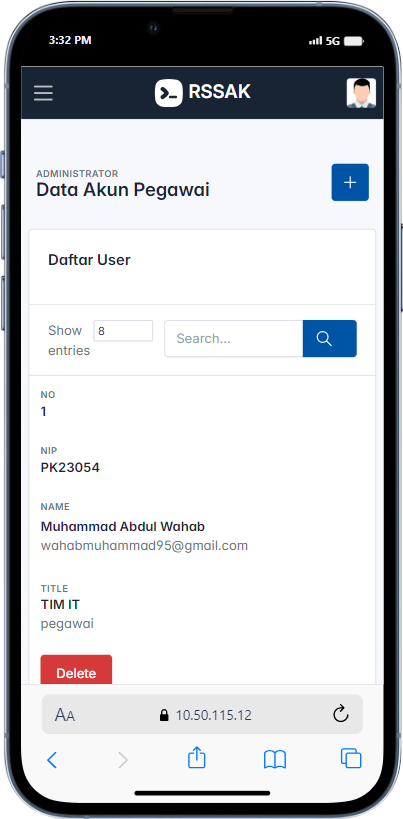 3:32 PM
5G
RSSAK
ADMINISTRATOR
Data Akun Pegawai
Daftar User
Show 8 Search...
entries
NO
1
NIP
PK23054
NAME
Muhammad Abdul Wahab
wahabmuhammad95@gmail.com
TITLE
TIM IT
pegawai
Delete
AA 10.50.115.12